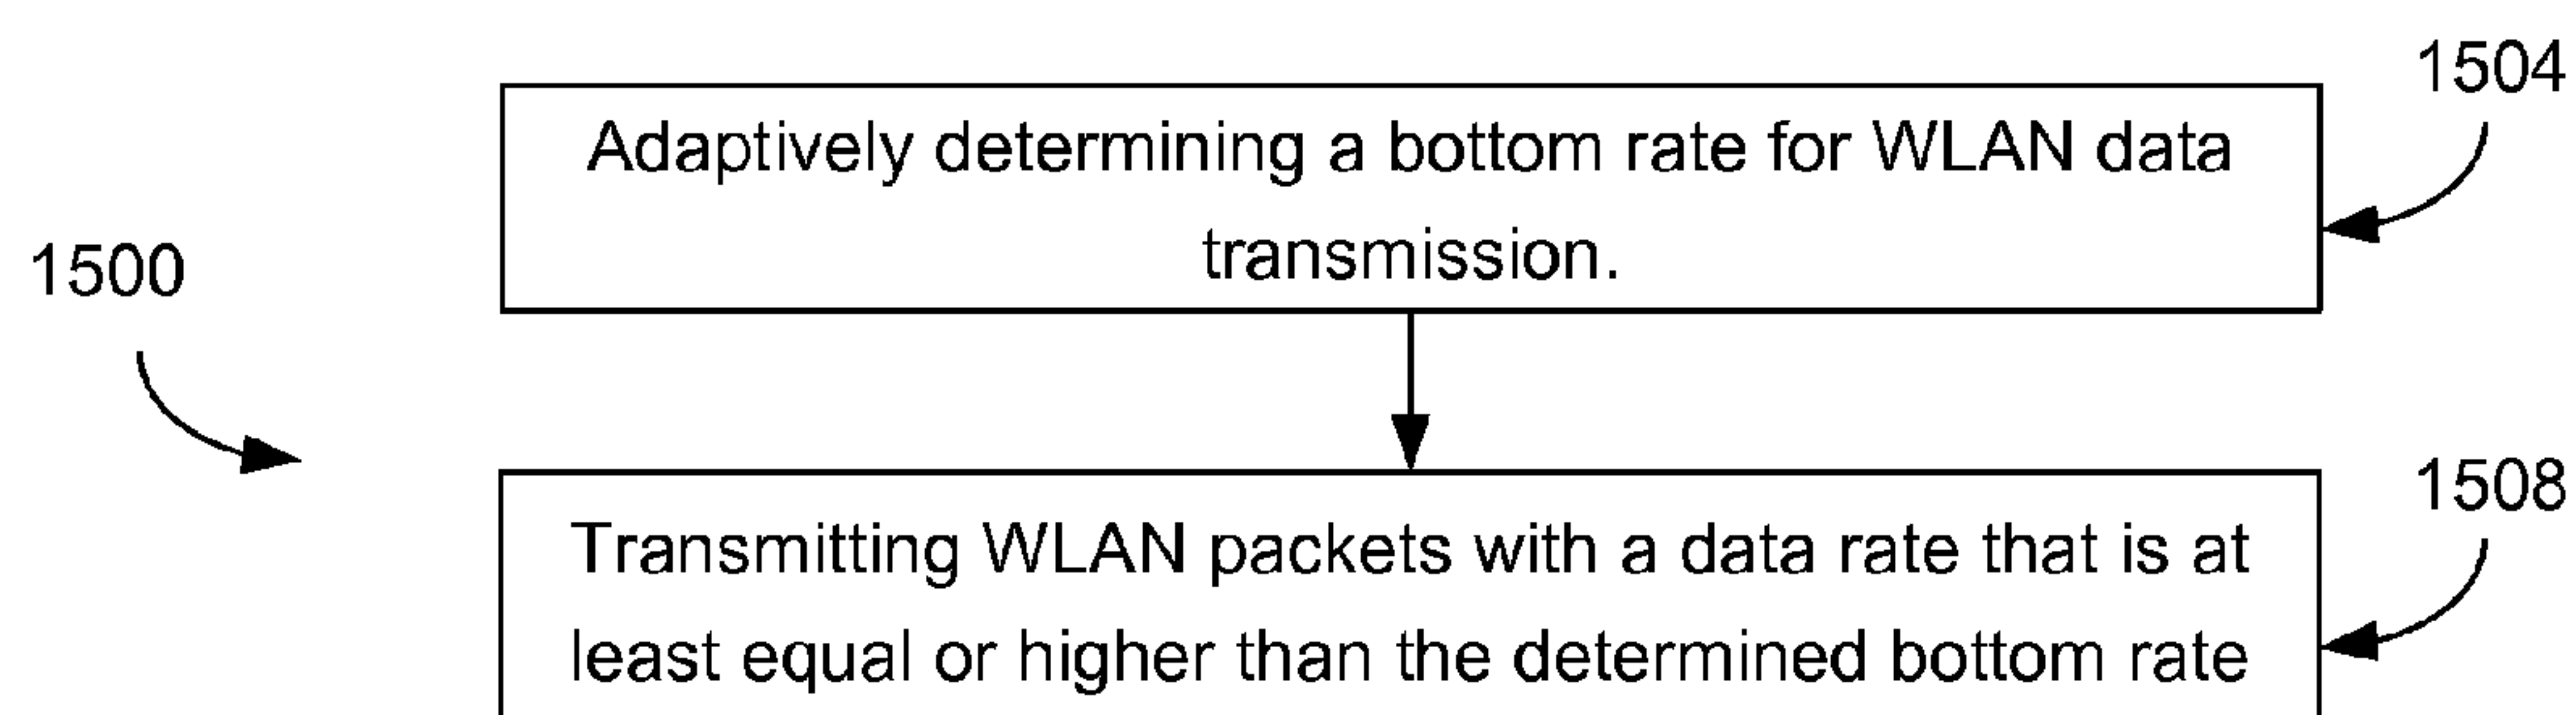 1504
Adaptively determining a bottom rate for WLAN data
transmission.
1500
1508
Transmitting WLAN packets with a data rate that is at
least equal or higher than the determined bottom rate